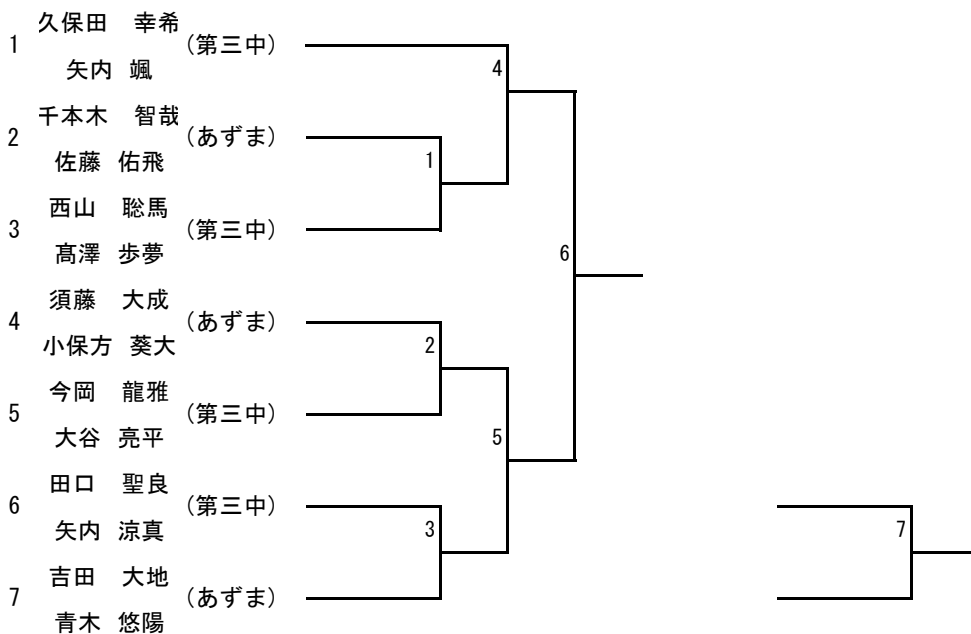 久保田 幸希
1 (第三中)
矢内 颯
4
千本木 智哉
2 (あずま)
佐藤 佑飛
1
西山 聡馬
3 (第三中)
髙澤 歩夢
6
須藤 大成
4 (あずま)
小保方 葵大
2
今岡 龍雅
5 (第三中)
大谷 亮平
5
田口 聖良
6 (第三中)
矢内 涼真
3
7
吉田 大地
7 (あずま)
青木 悠陽